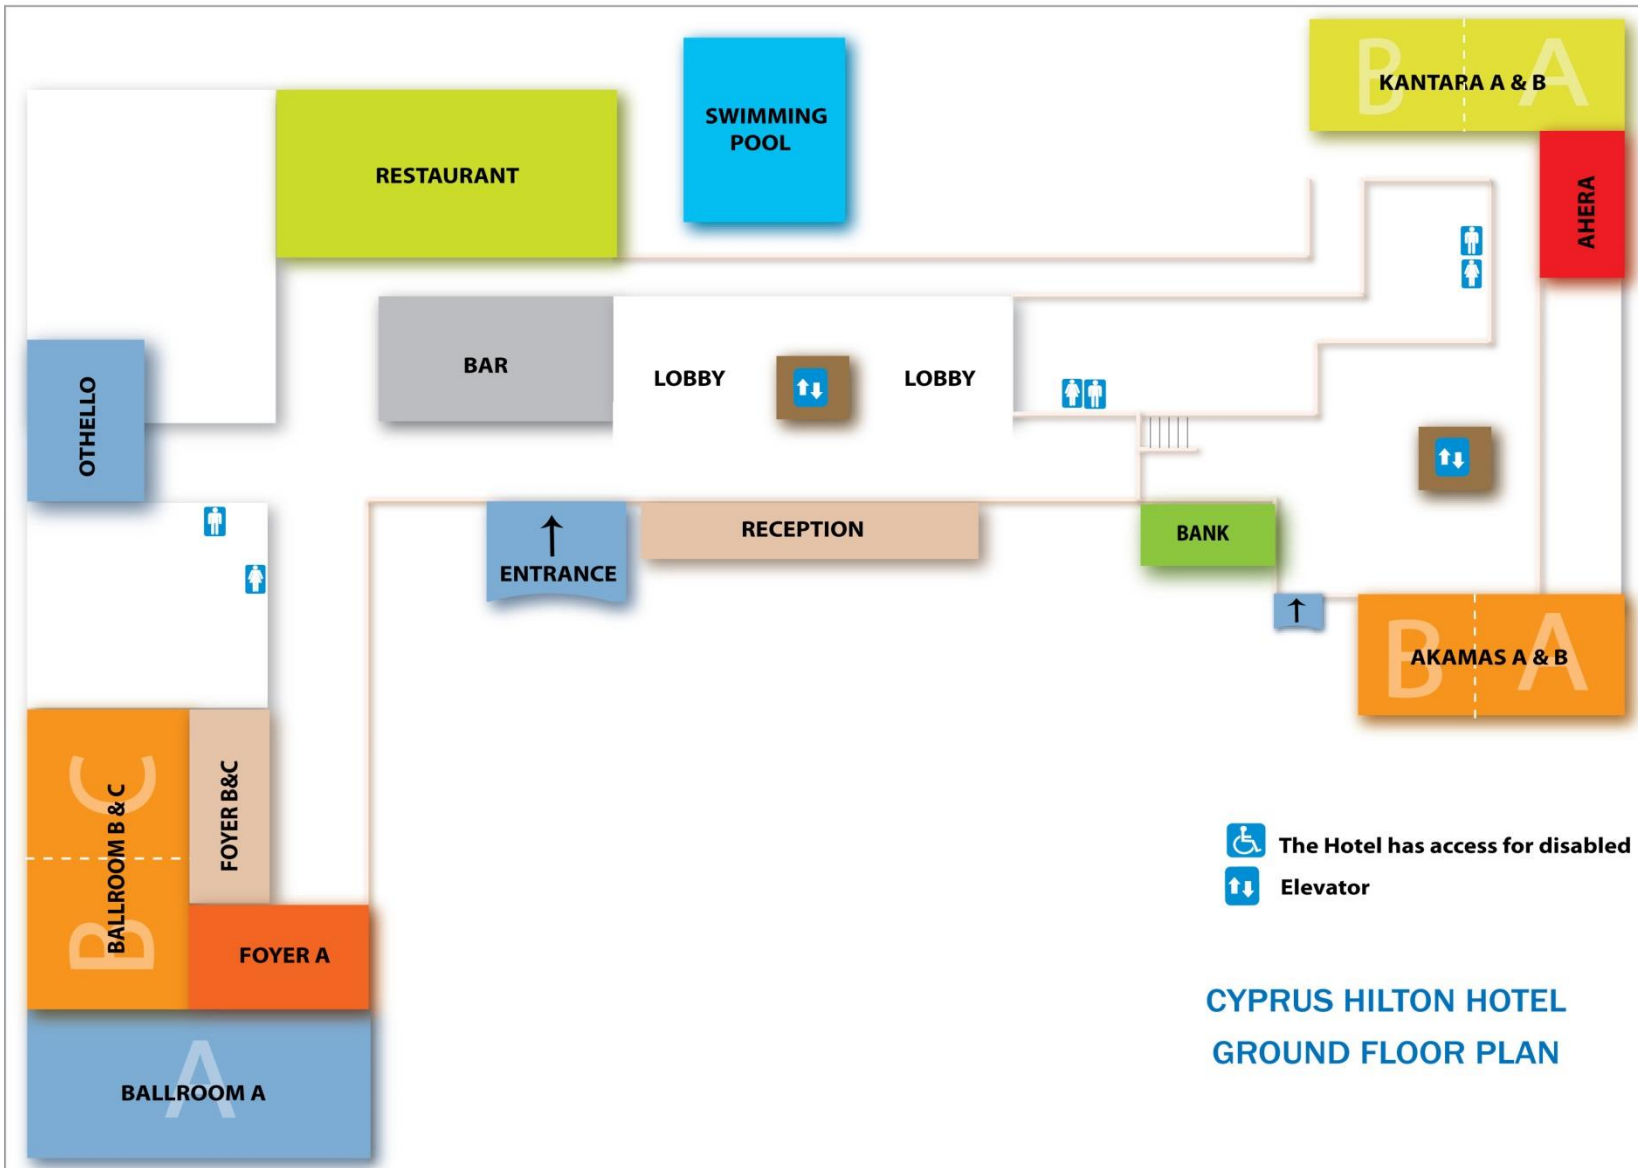 B A
KANTARA A & B
SWIMMING
POOL
RESTAURANT
AHERA
BAR
LOBBY
LOBBY
OTHELLO
ENTRANCE
RECEPTION
BANK
B A
AKAMAS A & B
B C
BALLROOM B & C
FOYER B&C
FOYER A
A
BALLROOM A
The Hotel has access for disabled
Elevator
CYPRUS HILTON HOTEL
GROUND FLOOR PLAN